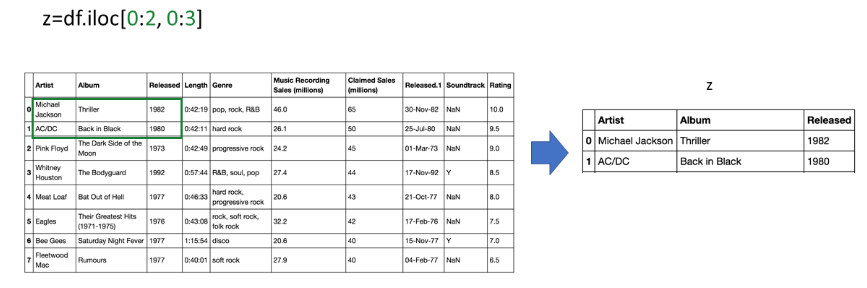 z=df.iloc[0:2, 0:3]
Artist Album Released Length Genre Music Recording Sales (millions) Claimed Sales (millions) Released.1 Soundtrack Rating
0 Michael Jackson Thriller 1982 0:42:19 pop, rock, R&B 46.0 65 30-Nov-82 NaN 10.0
1 AC/DC Back in Black 1980 0:42:11 hard rock 26.1 50 25-Jul-80 NaN 9.5
2 Pink Floyd The Dark Side of the Moon 1973 0:42:49 progressive rock 24.2 45 01-Mar-73 NaN 9.0
3 Whitney Houston The Bodyguard 1992 0:57:44 R&B, soul, pop 27.4 44 17-Nov-92 Y 8.5
4 Meat Loaf Bat Out of Hell 1977 0:46:33 hard rock, progressive rock 20.6 43 21-Oct-77 NaN 8.0
5 Eagles Their Greatest Hits (1971-1975) 1976 0:43:08 rock, soft rock, folk rock 32.2 42 17-Feb-76 NaN 7.5
6 Bee Gees Saturday Night Fever 1977 1:15:54 disco 20.6 40 15-Nov-77 Y 7.0
7 Fleetwood Mac Rumours 1977 0:40:01 soft rock 27.9 40 04-Feb-77 NaN 6.5
z
Artist Album Released
0 Michael Jackson Thriller 1982
1 AC/DC Back in Black 1980